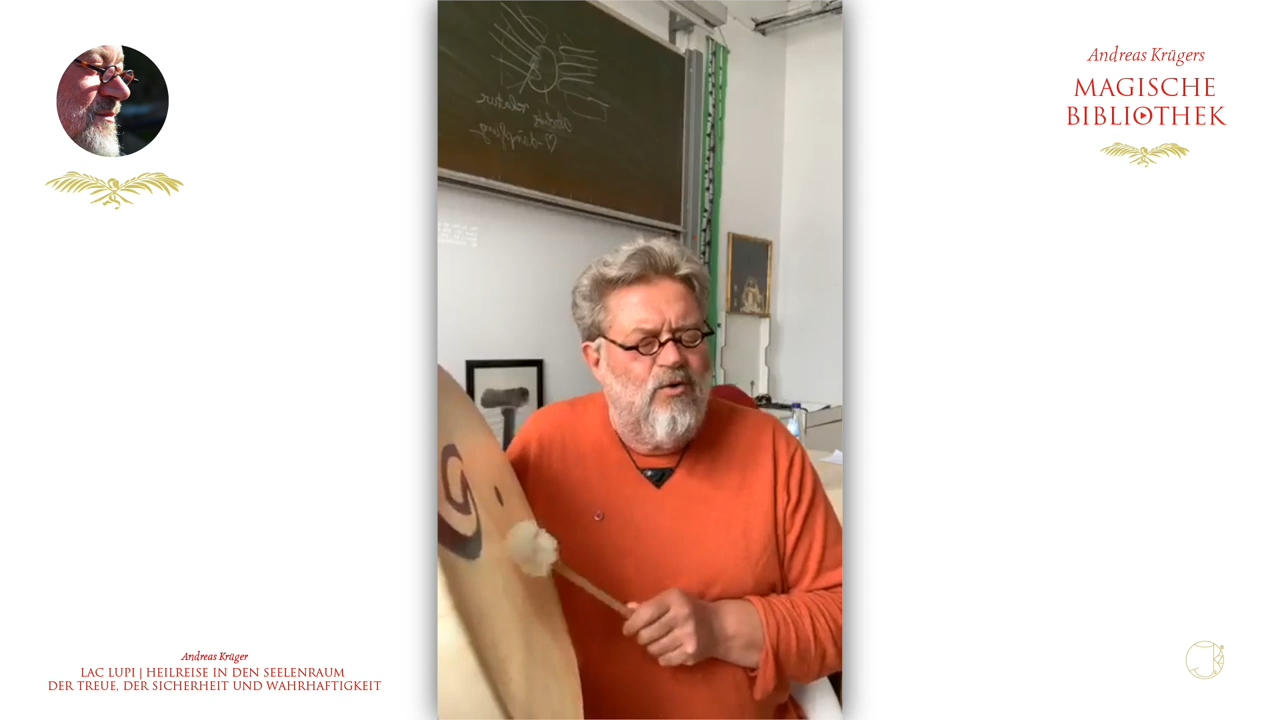 Andreas Krügers
MAGISCHE
BIBLIOTHEK
Andreas Krüger
LAC LUPI | HEILREISE IN DEN SEELENRAUM
DER TREUE, DER SICHERHEIT UND WAHRHAFTIGKEIT